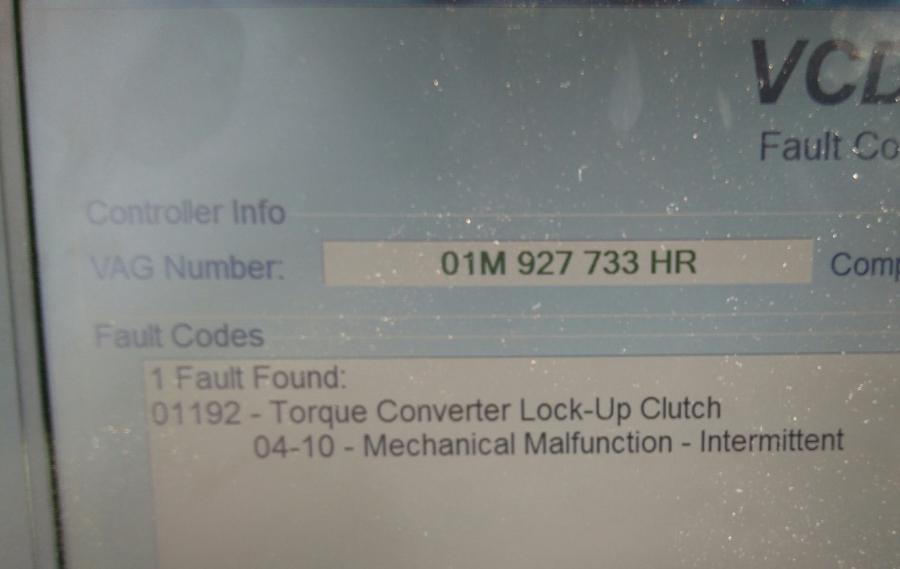 VCD
Fault Co
Controller Info
VAG Number: 01M 927 733 HR Comp
Fault Codes
1 Fault Found:
01192 - Torque Converter Lock-Up Clutch
04-10 - Mechanical Malfunction - Intermittent